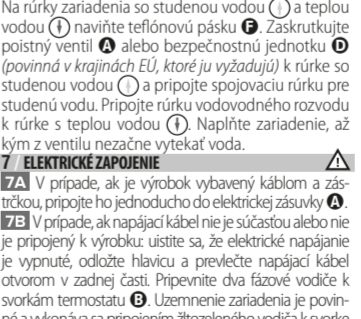 Na rúrky zariadenia so studenou vodou () a teplou
vodou () naviňte teflónovú pásku F. Zaskrutkujte
poistný ventil A alebo bezpečnostnú jednotku D
(povinná v krajinách EÚ, ktoré ju vyžadujú) k rúrke so
studenou vodou () a pripojte spojovaciu rúrku pre
studenú vodu. Pripojte rúrku vodovodného rozvodu
k rúrke s teplou vodou (). Naplňte zariadenie, až
kým z ventilu nezačne vytekať voda.
7 / ELEKTRICKÉ ZAPOJENIE
7A V prípade, ak je výrobok vybavený káblom a zás-
trčkou, pripojte ho jednoducho do elektrickej zásuvky A.
7B V prípade, ak napájací kábel nie je súčasťou alebo nie
je pripojený k výrobku: uistite sa, že elektrické napájanie
je vypnuté, odložte hlavicu a prevlečte napájací kábel
otvorom v zadnej časti. Pripevnite dva fázové vodiče k
svorkám termostatu B. Uzemnenie zariadenia je povin-
né a vykonáva sa pripojením žltozeleného vodiča k svorke